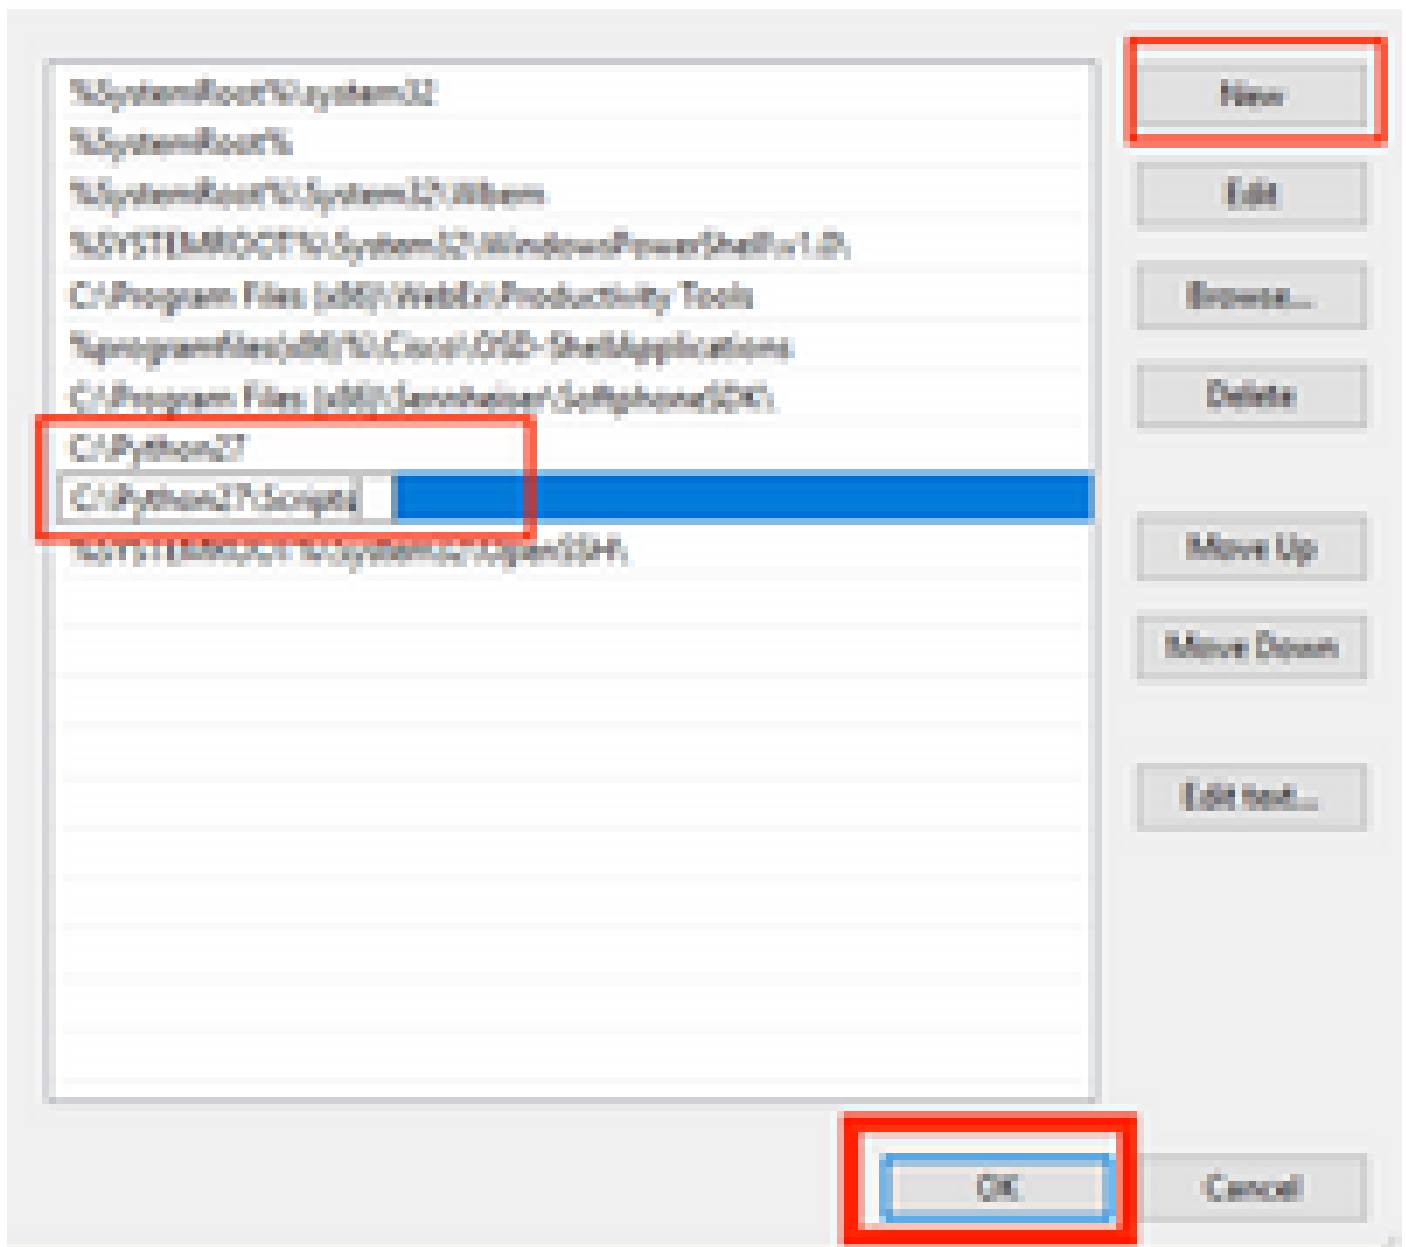 %SystemRoot%\system32
%SystemRoot%
%SystemRoot%\System32\Wbem
%SYSTEMROOT%\System32\WindowsPowerShell\v1.0\
C:\Program Files (x86)\WebEx\Productivity Tools
%programfiles(x86)%\Cisco\OSD-ShellApplications
C:\Program Files (x86)\Sennheiser\SoftphoneSDK\
C:\Python27
C:\Python27\Scripts
%SYSTEMROOT%\System32\OpenSSH\
New
Edit
Browse...
Delete
Move Up
Move Down
Edit text...
OK
Cancel